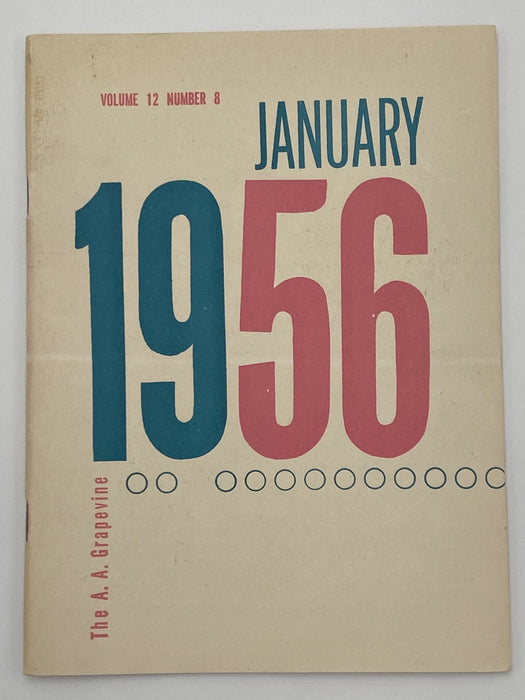 VOLUME 12 NUMBER 8
JANUARY
1956
The A. A. Grapevine